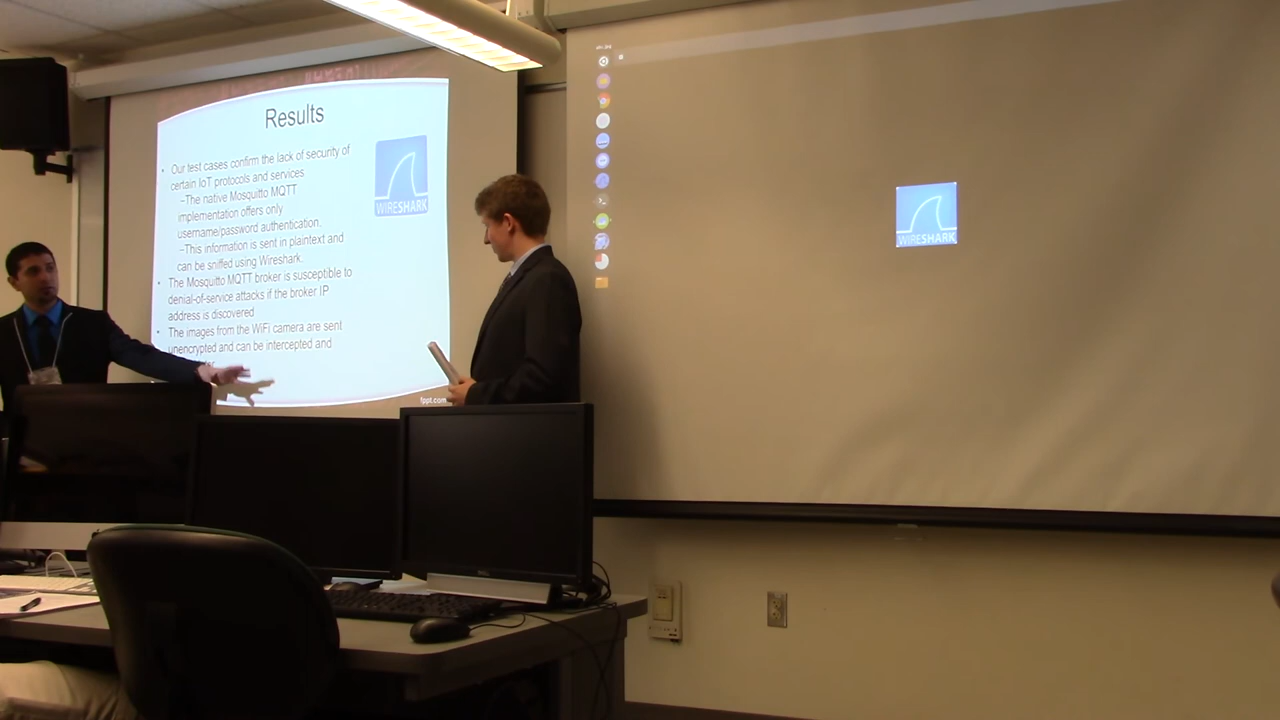 Results
• Our test cases confirm the lack of security of
certain IoT protocols and services
–The native Mosquitto MQTT
implementation offers only
username/password authentication.
–This information is sent in plaintext and
can be sniffed using Wireshark.
• The Mosquitto MQTT broker is susceptible to
denial-of-service attacks if the broker IP
address is discovered
• The images from the WiFi camera are sent
unencrypted and can be intercepted and
WIRESHARK
fppt.com
WIRESHARK